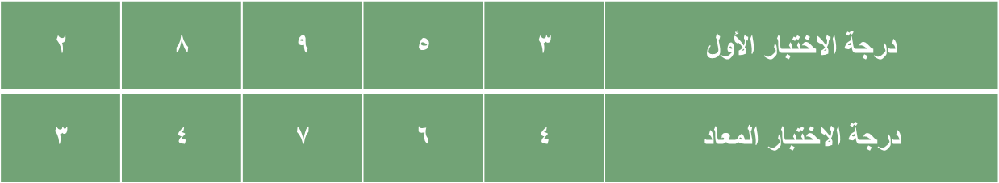 درجة الاختبار الأول ٣ ٥ ٩ ٨ ٢
درجة الاختبار المعاد ٤ ٦ ٧ ٤ ٣